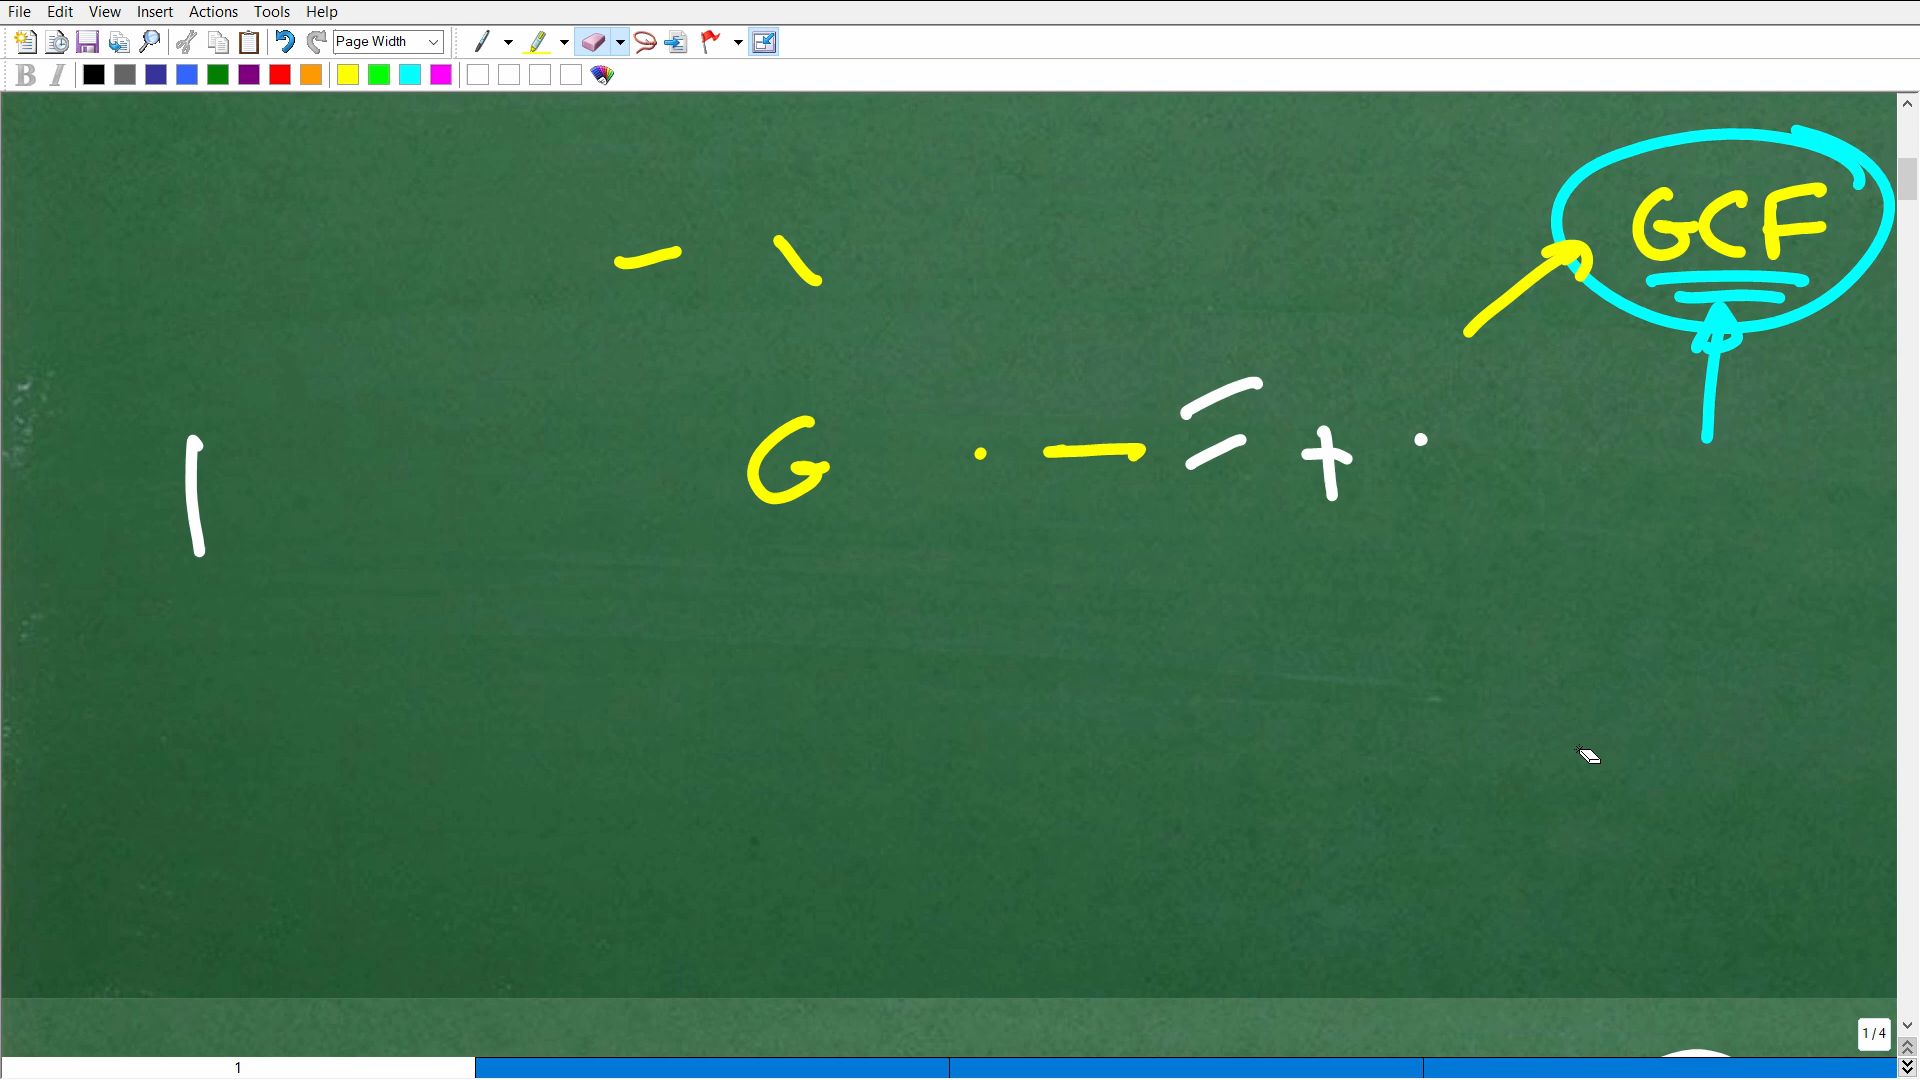 File Edit View Insert Actions Tools Help
Page Width
B I
GCF
G . — = + .
1 / 4
1